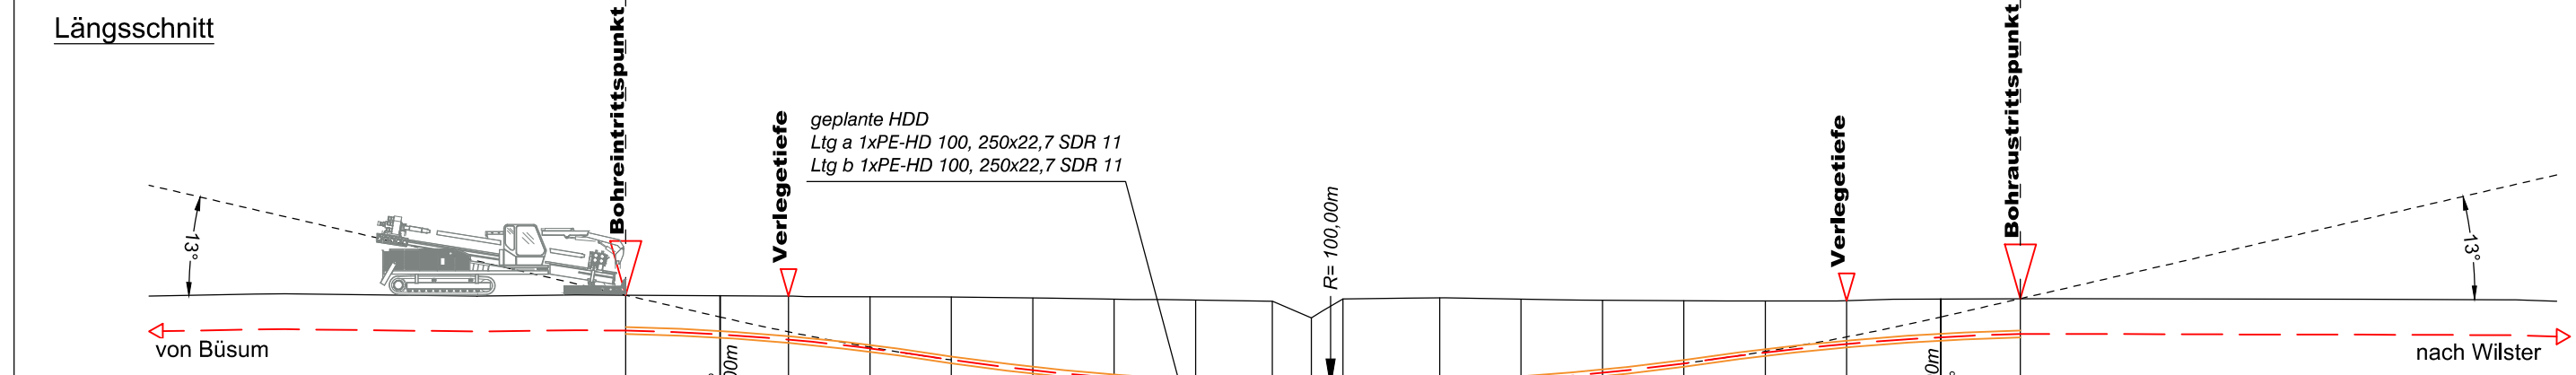 Längsschnitt
Bohreintrittspunkt
Verlegetiefe
geplante HDD
Ltg a 1xPE-HD 100, 250x22,7 SDR 11
Ltg b 1xPE-HD 100, 250x22,7 SDR 11
R= 100,00m
Verlegetiefe
Bohraustrittspunkt
13°
13°
von Büsum
nach Wilster